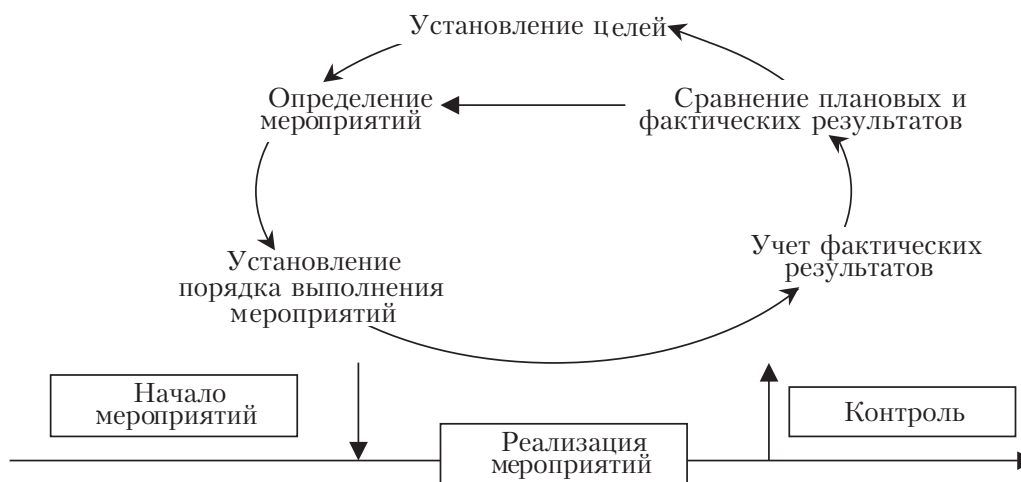 Установление целей
Определение
мероприятий
Сравнение плановых и
фактических результатов
Учет фактических
результатов
Установление
порядка выполнения
мероприятий
Начало
мероприятий
Реализация
мероприятий
Контроль